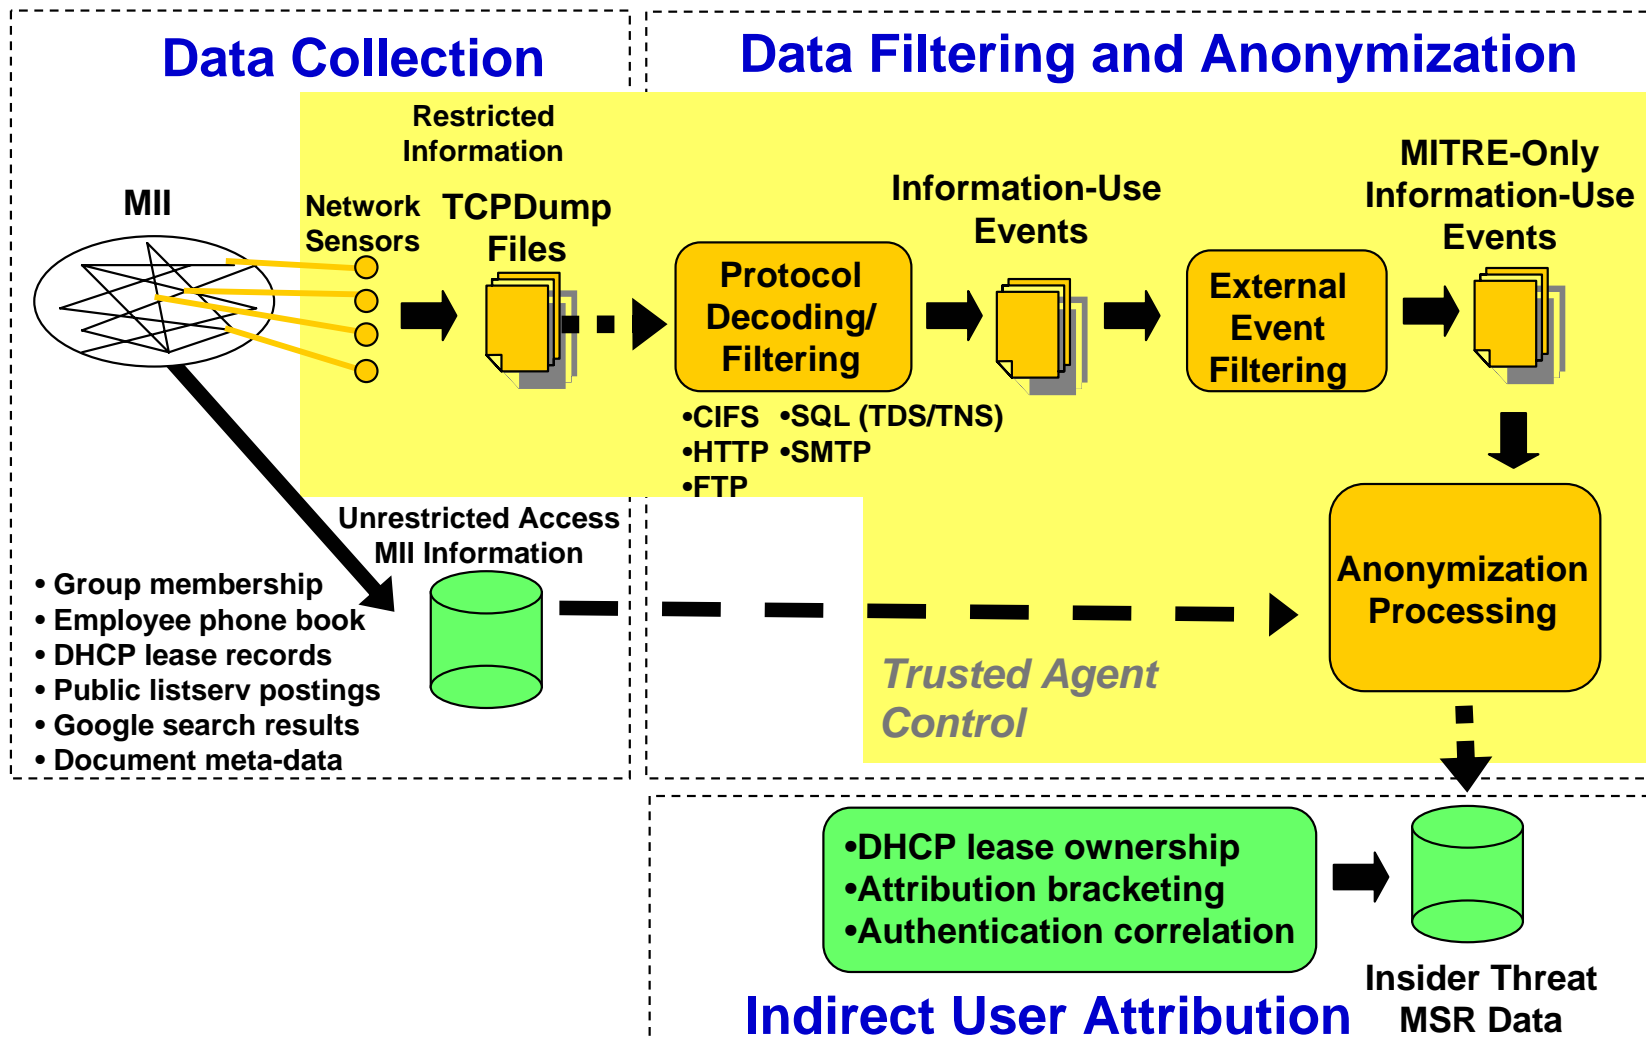 Data Collection
Data Filtering and Anonymization
Restricted
Information
MII
Network
Sensors
TCPDump
Files
Protocol
Decoding/
Filtering
•CIFS
•HTTP
•FTP
•SQL (TDS/TNS)
•SMTP
Information-Use
Events
External
Event
Filtering
MITRE-Only
Information-Use
Events
Unrestricted Access
MII Information
• Group membership
• Employee phone book
• DHCP lease records
• Public listserv postings
• Google search results
• Document meta-data
Anonymization
Processing
Trusted Agent
Control
•DHCP lease ownership
•Attribution bracketing
•Authentication correlation
Insider Threat
MSR Data
Indirect User Attribution